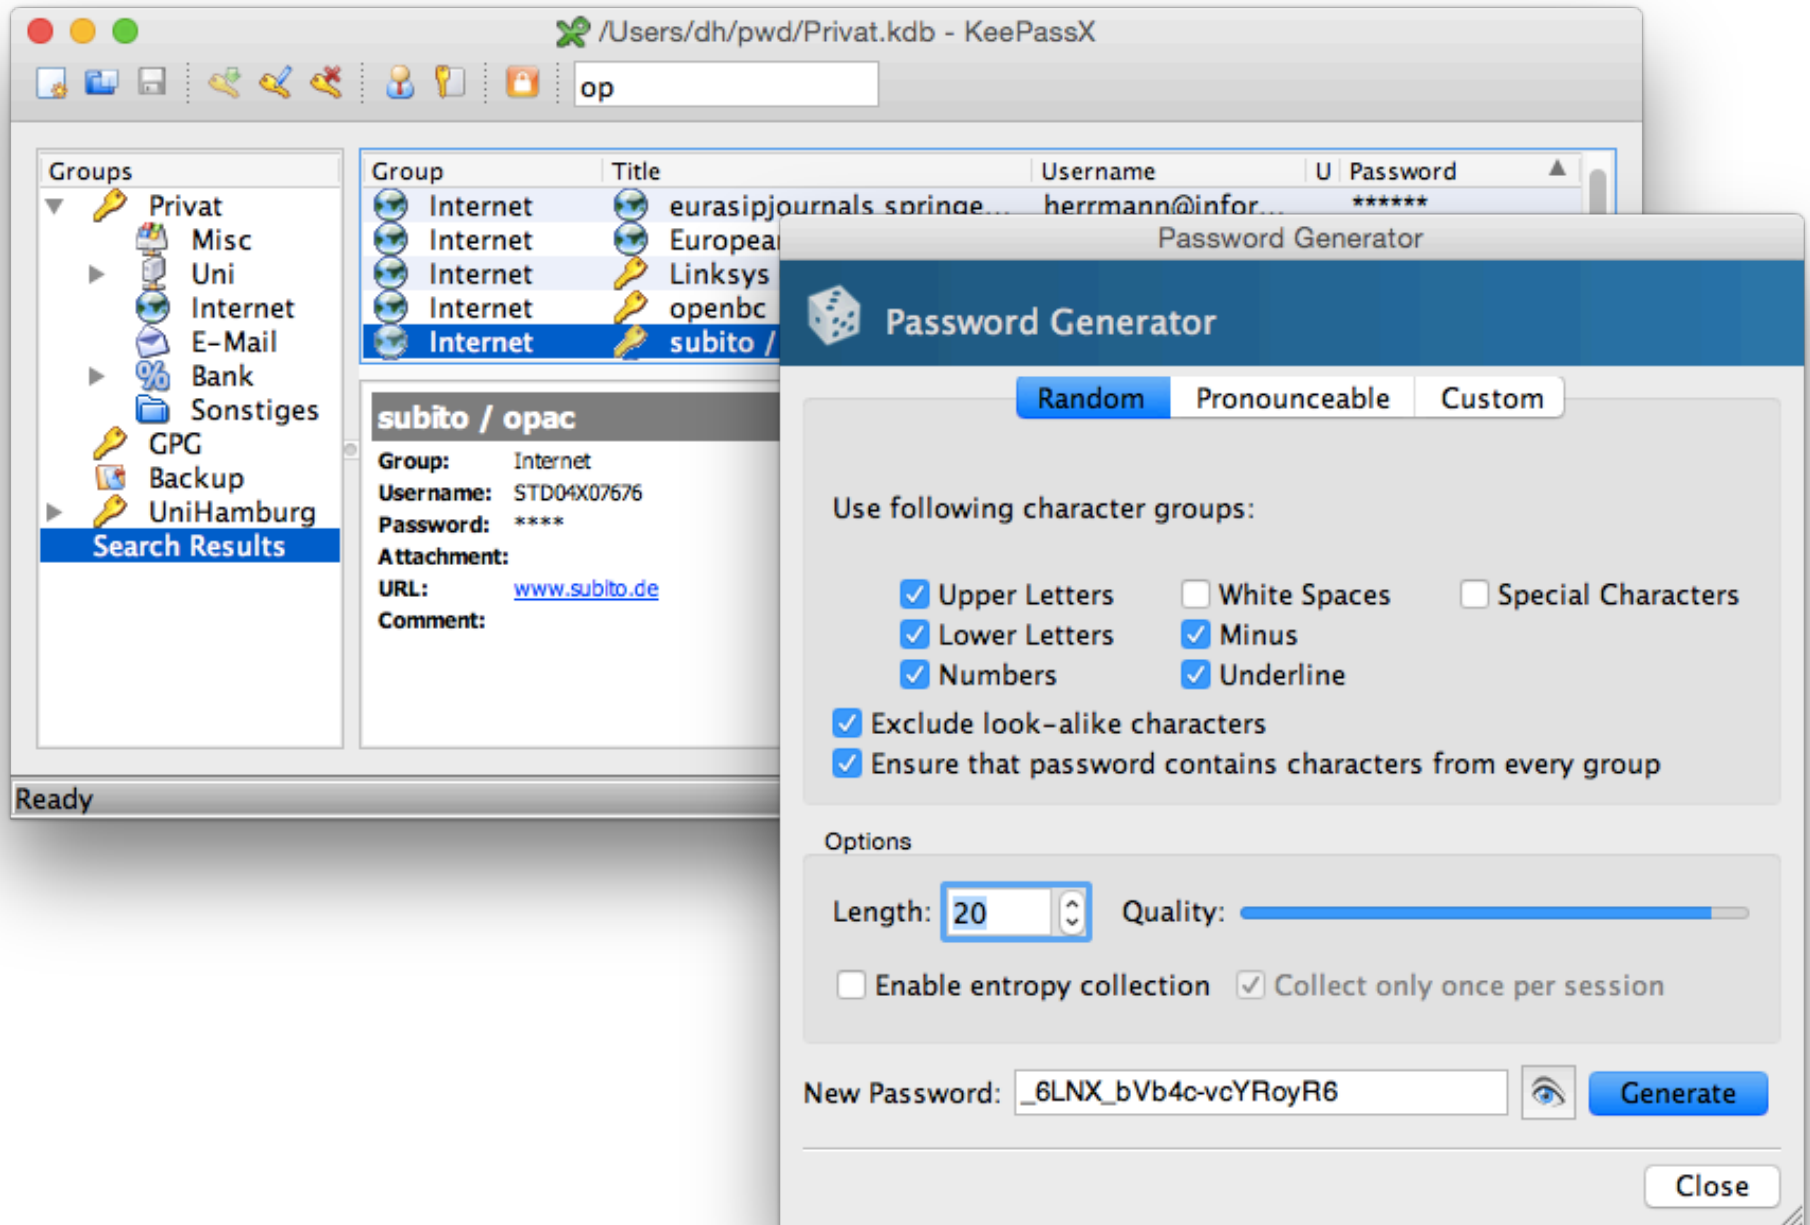 /Users/dh/pwd/Privat.kdb - KeePassX
op
Groups
Privat
Misc
Uni
Internet
E-Mail
Bank
Sonstiges
GPG
Backup
UniHamburg
Search Results
Group Title Username U Password
Internet eurasipjournals springe... herrmann@infor... ******
Internet
Internet Linksys
Internet openbc
Internet subito /
subito / opac
Group: Internet
Username: STD04X07676
Password: ****
Attachment:
URL: www.subito.de
Comment:
Ready
Password Generator
Password Generator
Random Pronounceable Custom
Use following character groups:
Upper Letters White Spaces Special Characters
Lower Letters Minus
Numbers Underline
Exclude look-alike characters
Ensure that password contains characters from every group
Options
Length: 20 Quality:
Enable entropy collection Collect only once per session
New Password: _6LNX_bVb4c-vcYRoyR6 Generate
Close